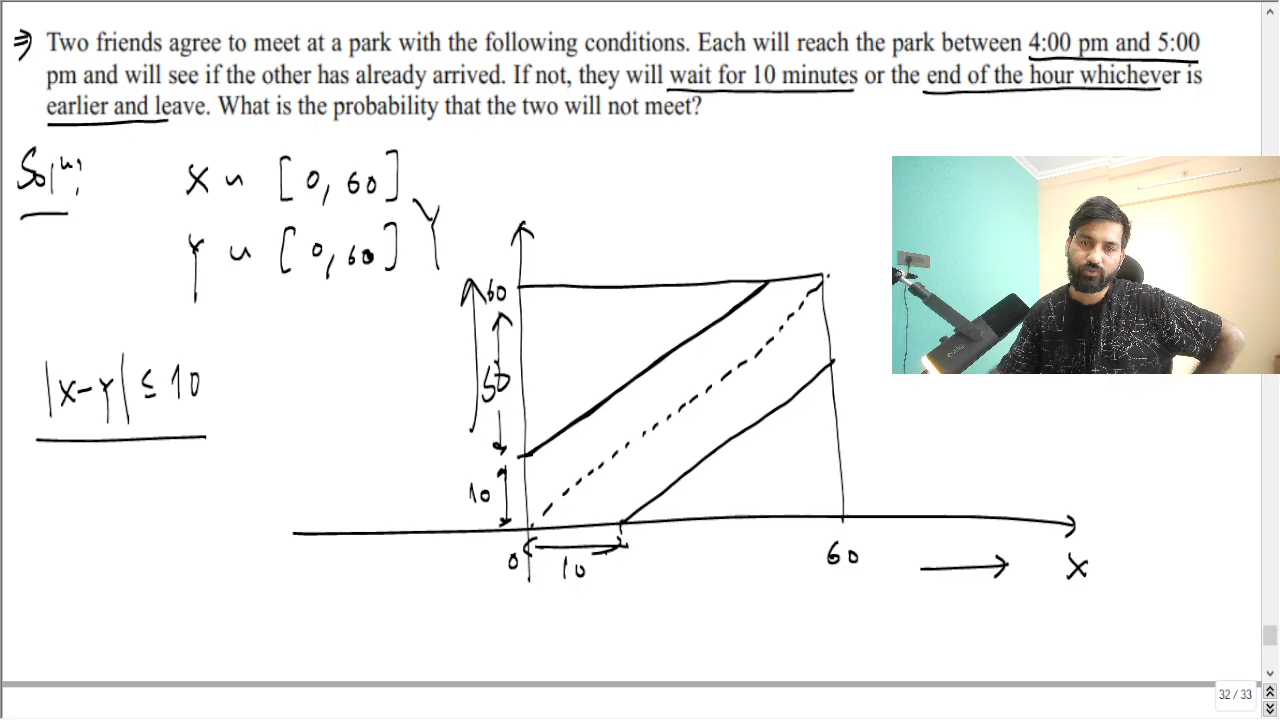 ⇒ Two friends agree to meet at a park with the following conditions. Each will reach the park between 4:00 pm and 5:00
pm and will see if the other has already arrived. If not, they will wait for 10 minutes or the end of the hour whichever is
earlier and leave. What is the probability that the two will not meet?
Solⁿ:
X ~ [0, 60]
Y ~ [0, 60]
Y
60
50
|X-Y| ≤ 10
10
0
10
60
X
32 / 33